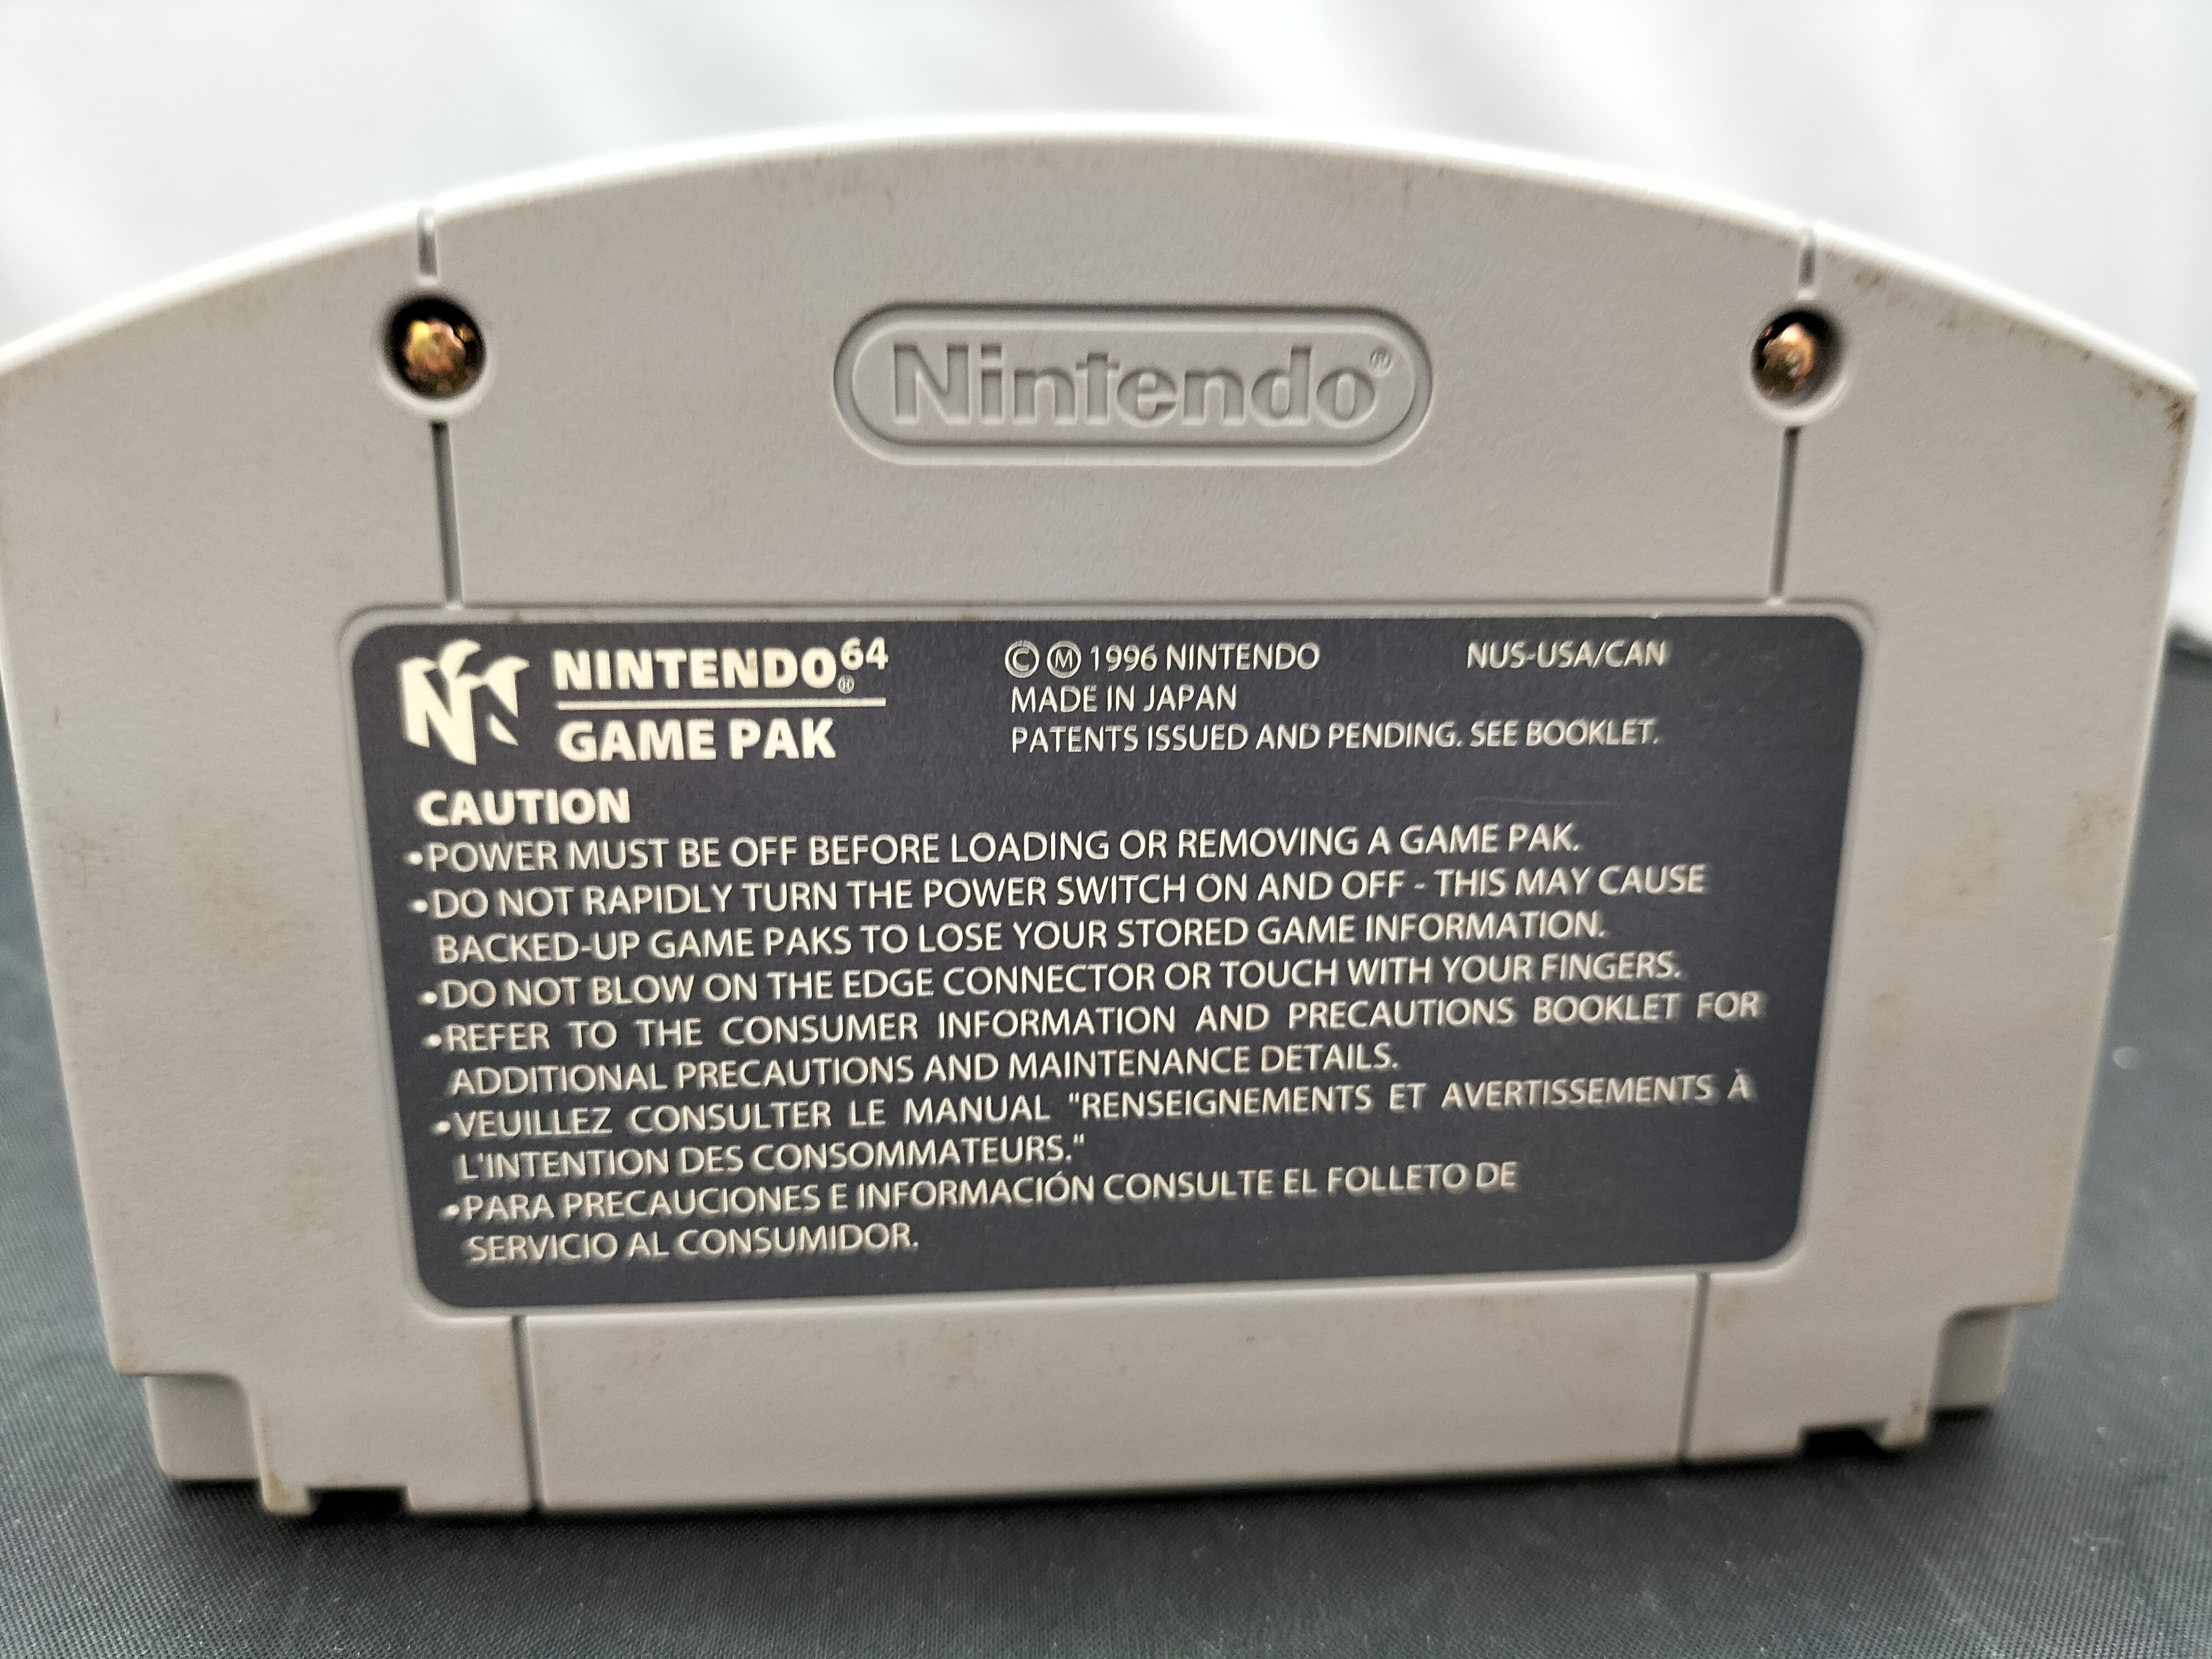 Nintendo®
NINTENDO64®
GAME PAK
© Ⓜ 1996 NINTENDO NUS-USA/CAN
MADE IN JAPAN
PATENTS ISSUED AND PENDING. SEE BOOKLET.
CAUTION
•POWER MUST BE OFF BEFORE LOADING OR REMOVING A GAME PAK.
•DO NOT RAPIDLY TURN THE POWER SWITCH ON AND OFF - THIS MAY CAUSE
BACKED-UP GAME PAKS TO LOSE YOUR STORED GAME INFORMATION.
•DO NOT BLOW ON THE EDGE CONNECTOR OR TOUCH WITH YOUR FINGERS.
•REFER TO THE CONSUMER INFORMATION AND PRECAUTIONS BOOKLET FOR
ADDITIONAL PRECAUTIONS AND MAINTENANCE DETAILS.
•VEUILLEZ CONSULTER LE MANUAL "RENSEIGNEMENTS ET AVERTISSEMENTS À
L'INTENTION DES CONSOMMATEURS."
•PARA PRECAUCIONES E INFORMACIÓN CONSULTE EL FOLLETO DE
SERVICIO AL CONSUMIDOR.